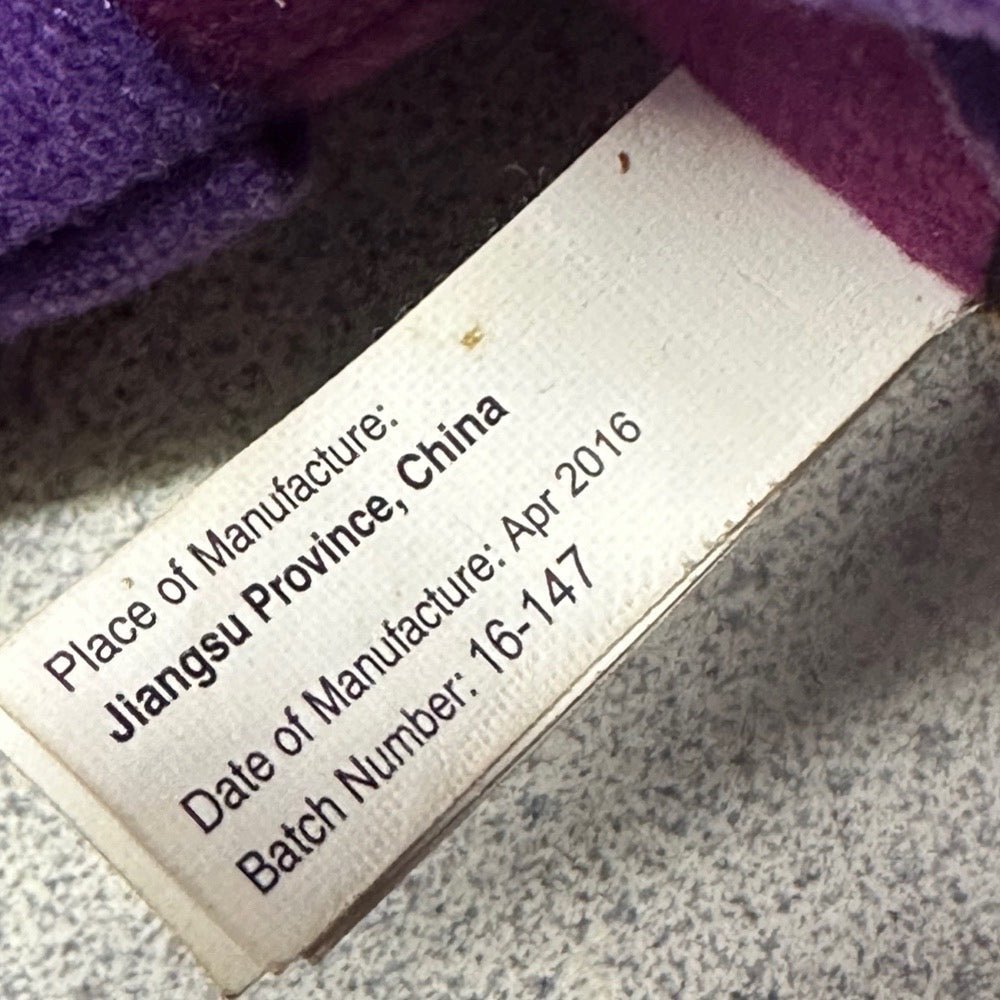 Place of Manufacture:
Jiangsu Province, China
Date of Manufacture: Apr 2016
Batch Number: 16-147